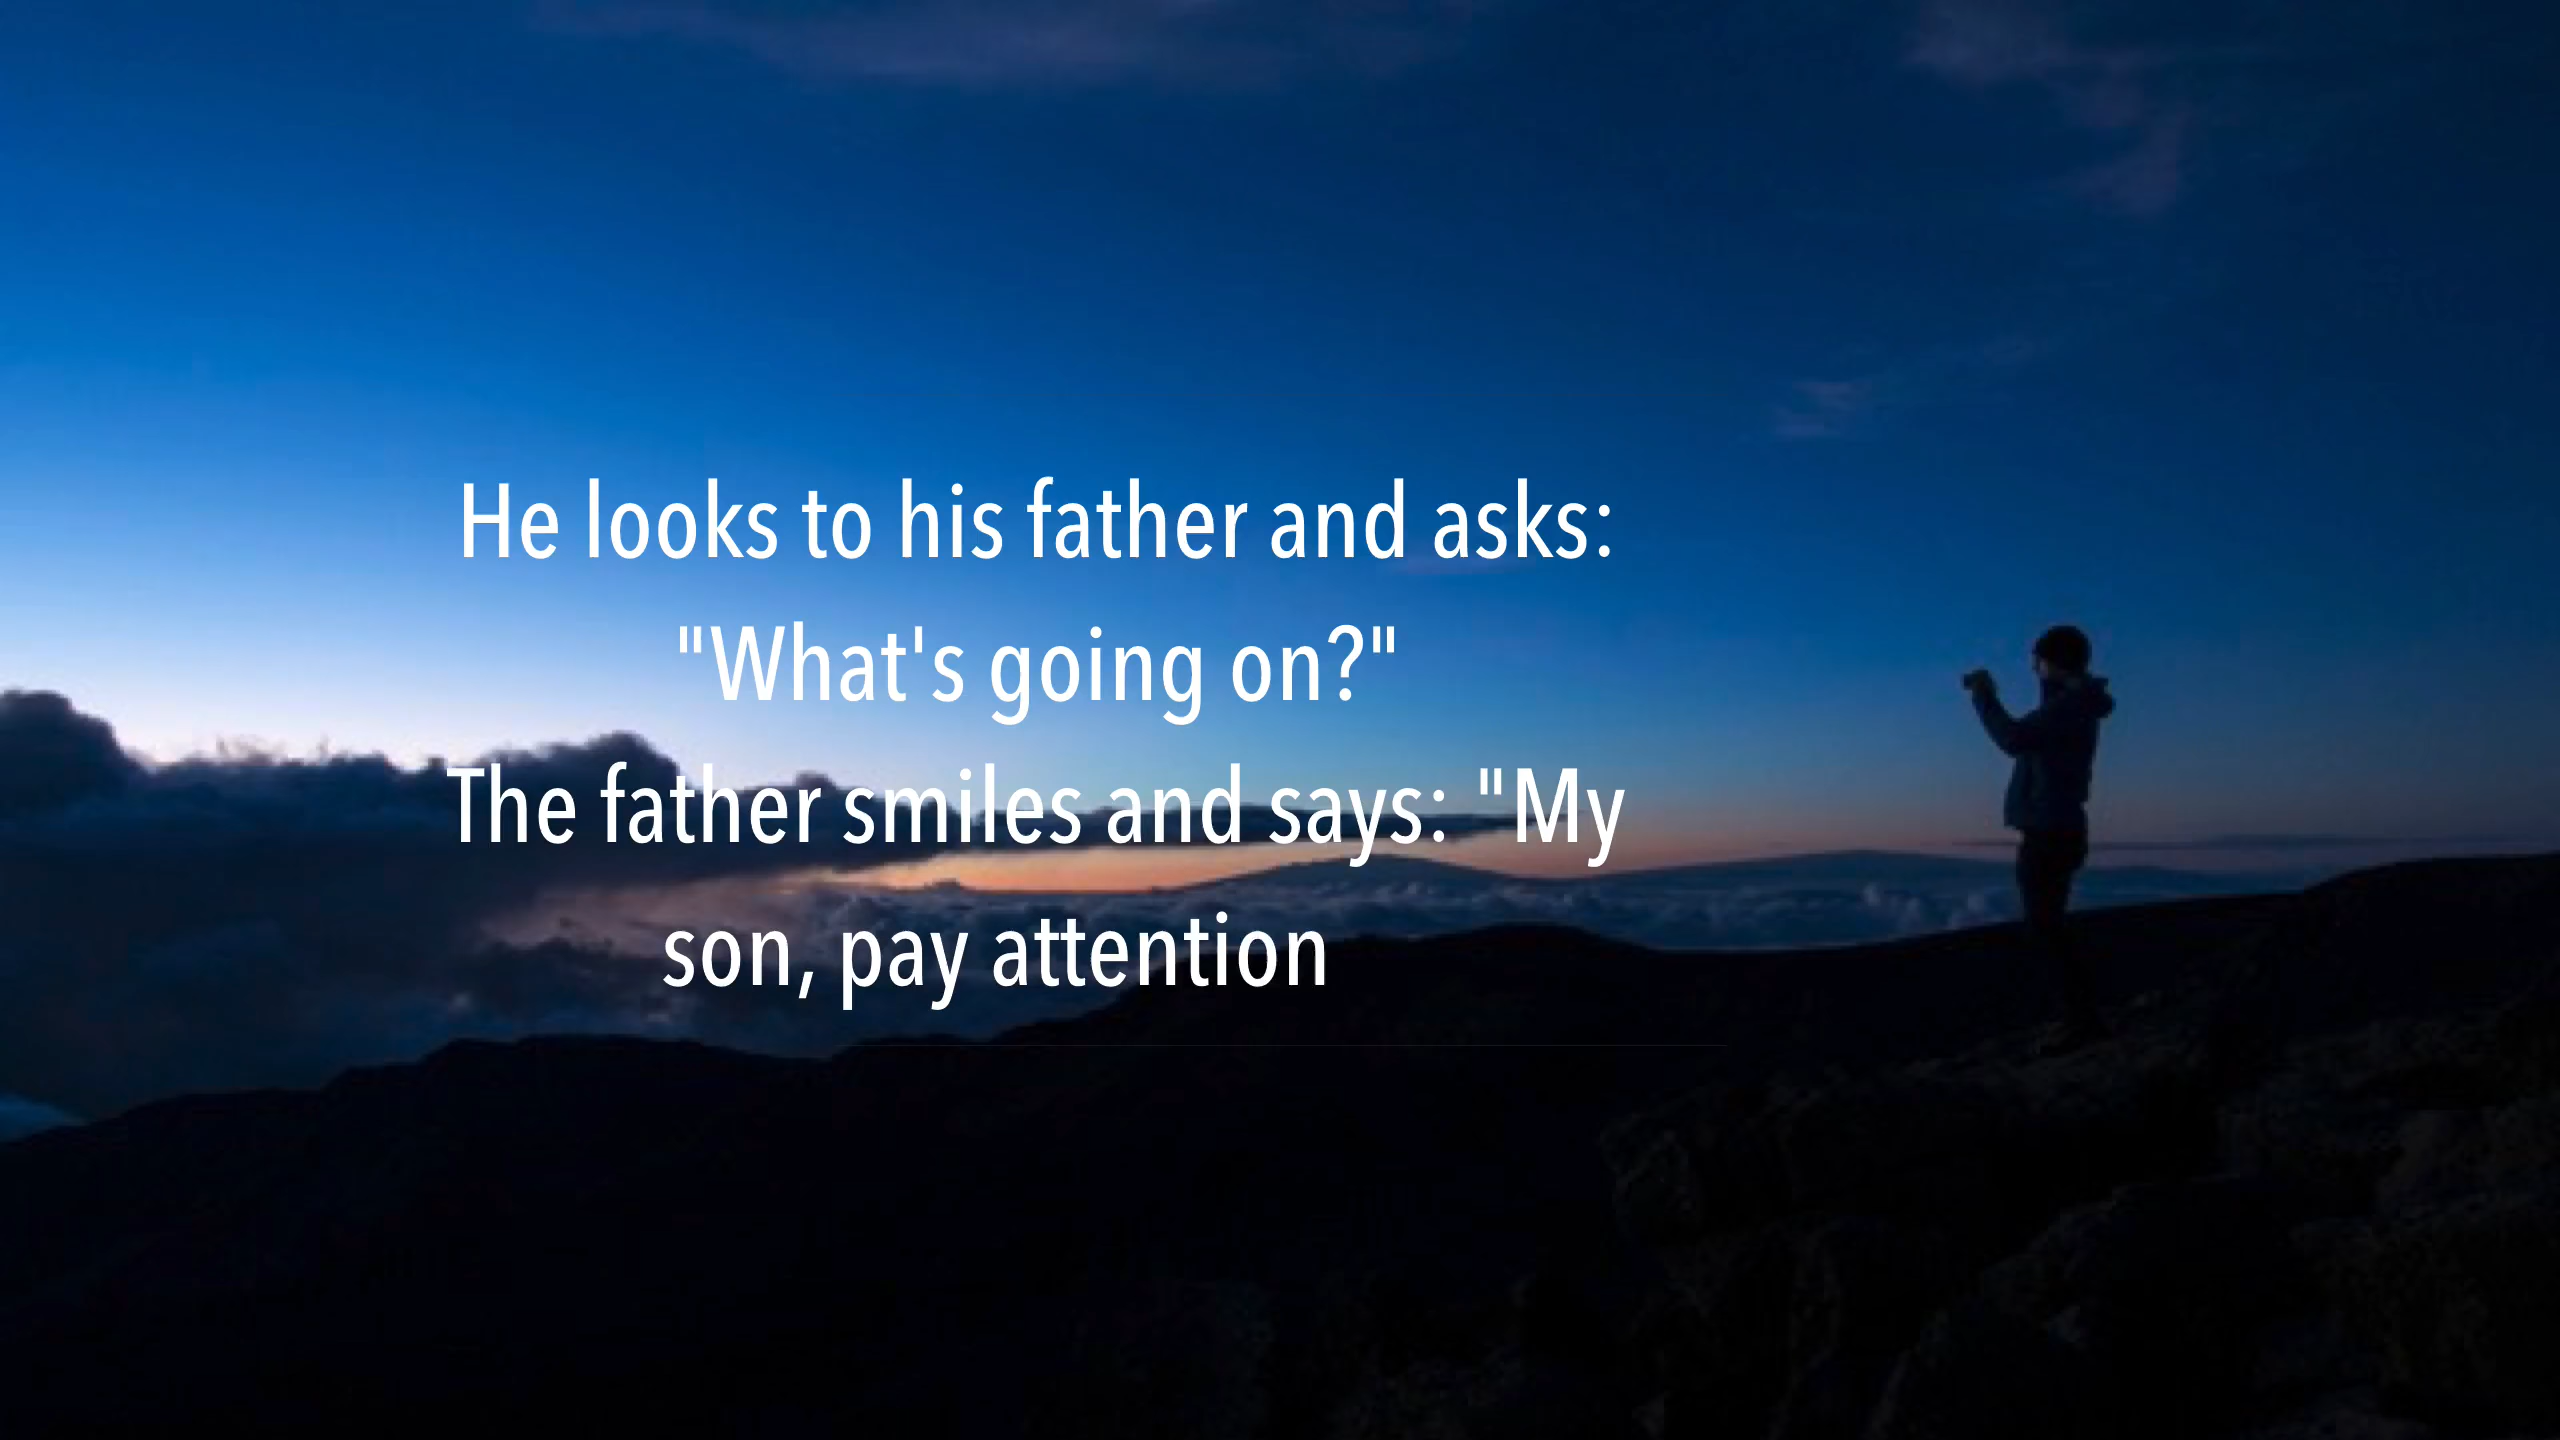 He looks to his father and asks:
"What's going on?"
The father smiles and says: "My
son, pay attention